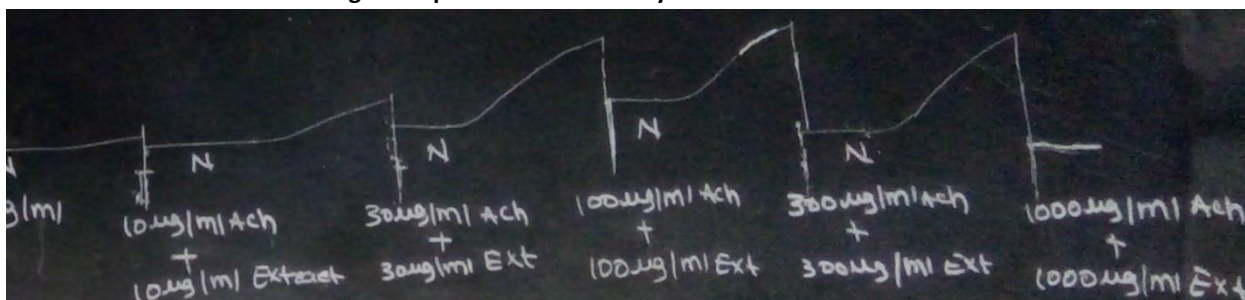 N N N N
g/ml 10µg/ml Ach 30µg/ml Ach 100µg/ml Ach 300µg/ml Ach 1000µg/ml Ach
+ + + + +
10µg/ml Extract 30µg/ml Ext 100µg/ml Ext 300µg/ml Ext 1000µg/ml Ext